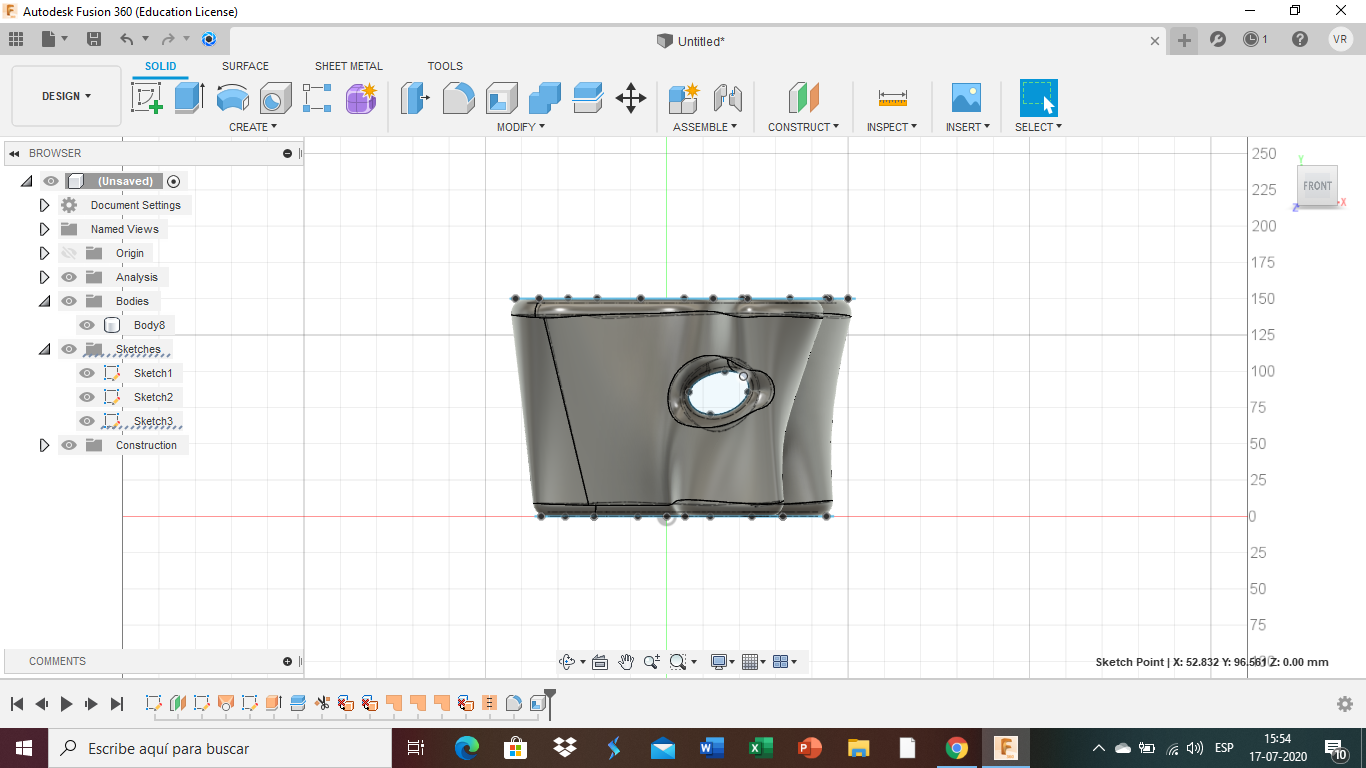 Autodesk Fusion 360 (Education License)
Untitled*
1
VR
DESIGN
SOLID
SURFACE
SHEET METAL
TOOLS
CREATE
MODIFY
ASSEMBLE
CONSTRUCT
INSPECT
INSERT
SELECT
BROWSER
(Unsaved)
Document Settings
Named Views
Origin
Analysis
Bodies
Body8
Sketches
Sketch1
Sketch2
Sketch3
Construction
250
225
200
175
150
125
100
75
50
25
0
25
50
75
Y
FRONT
X
Z
COMMENTS
Sketch Point | X: 52.832 Y: 96.561 Z: 0.00 mm
Escribe aquí para buscar
ESP
15:54
17-07-2020
10